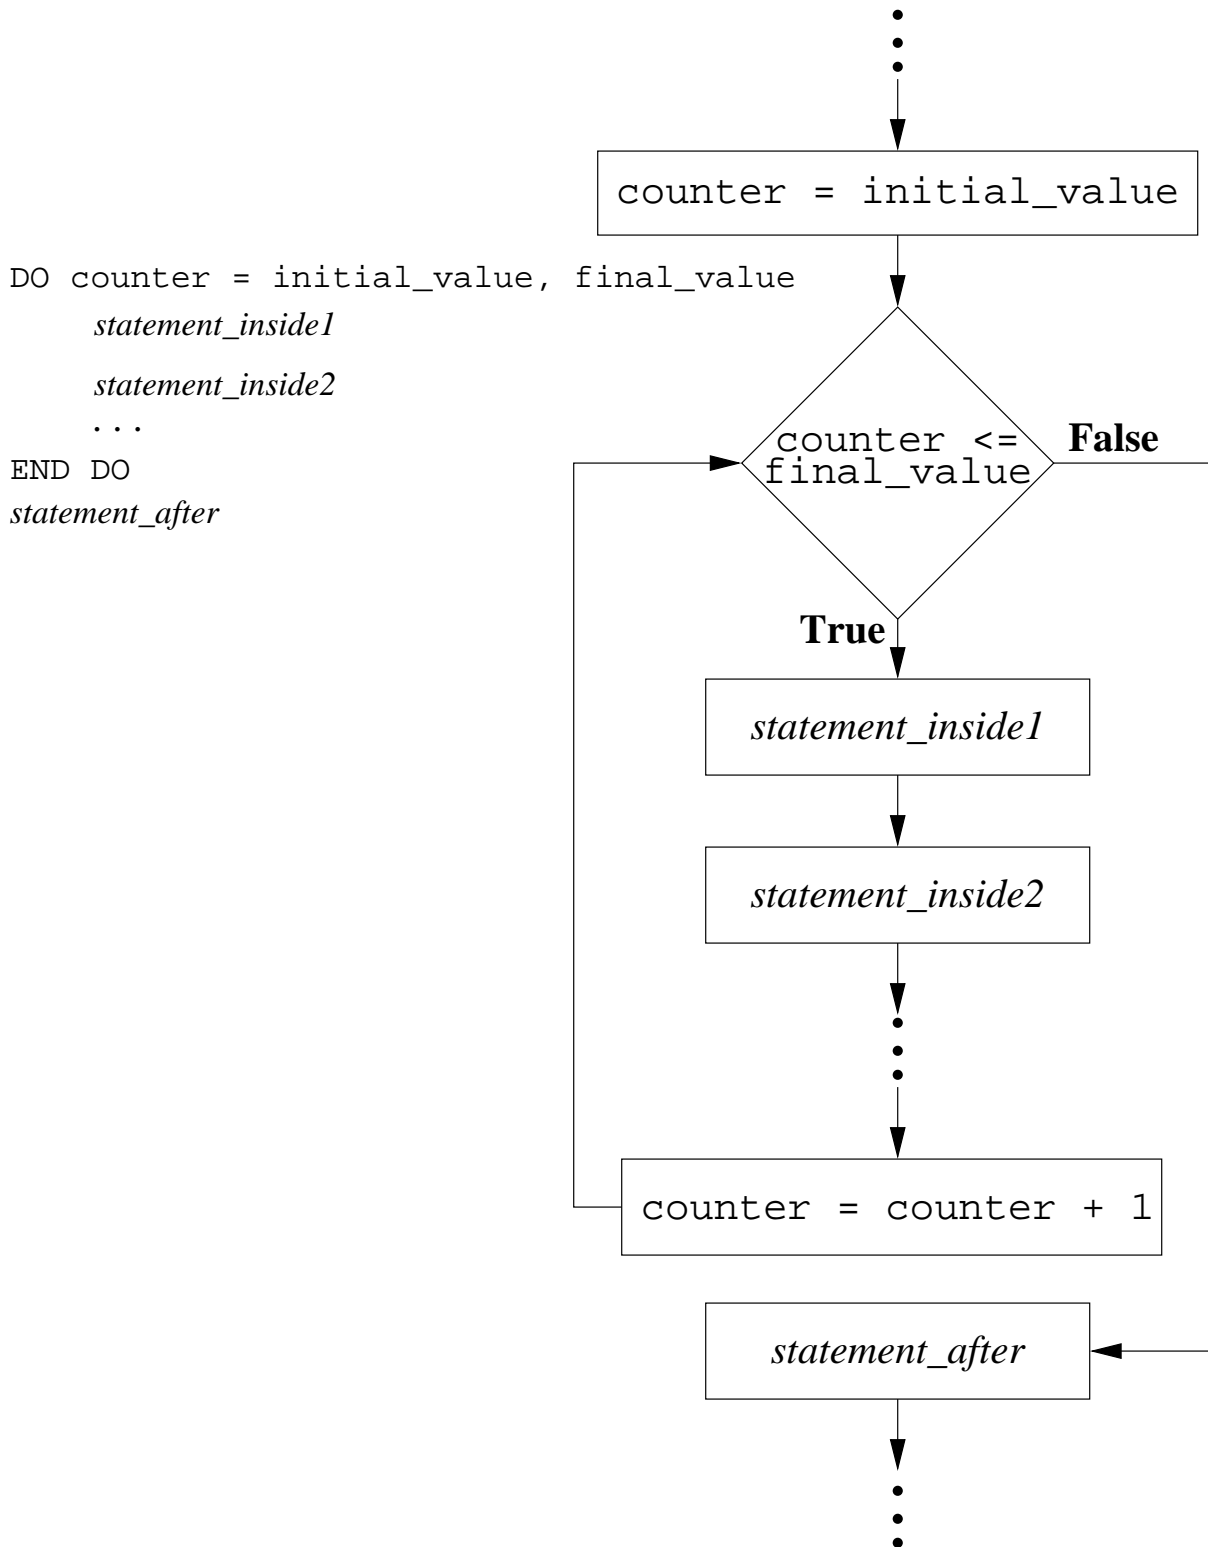 DO counter = initial_value, final_value
statement_inside1
statement_inside2
...
END DO
statement_after
counter = initial_value
counter <=
final_value
False
True
statement_inside1
statement_inside2
counter = counter + 1
statement_after